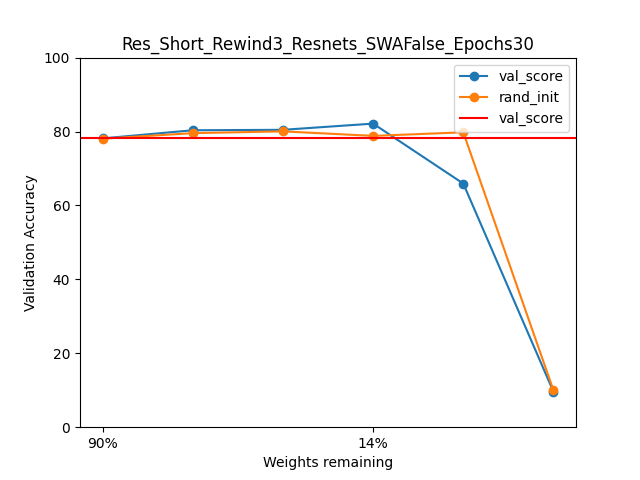 Res_Short_Rewind3_Resnets_SWAFalse_Epochs30
100
80
60
40
20
0
Validation Accuracy
val_score
rand_init
val_score
90%
14%
Weights remaining